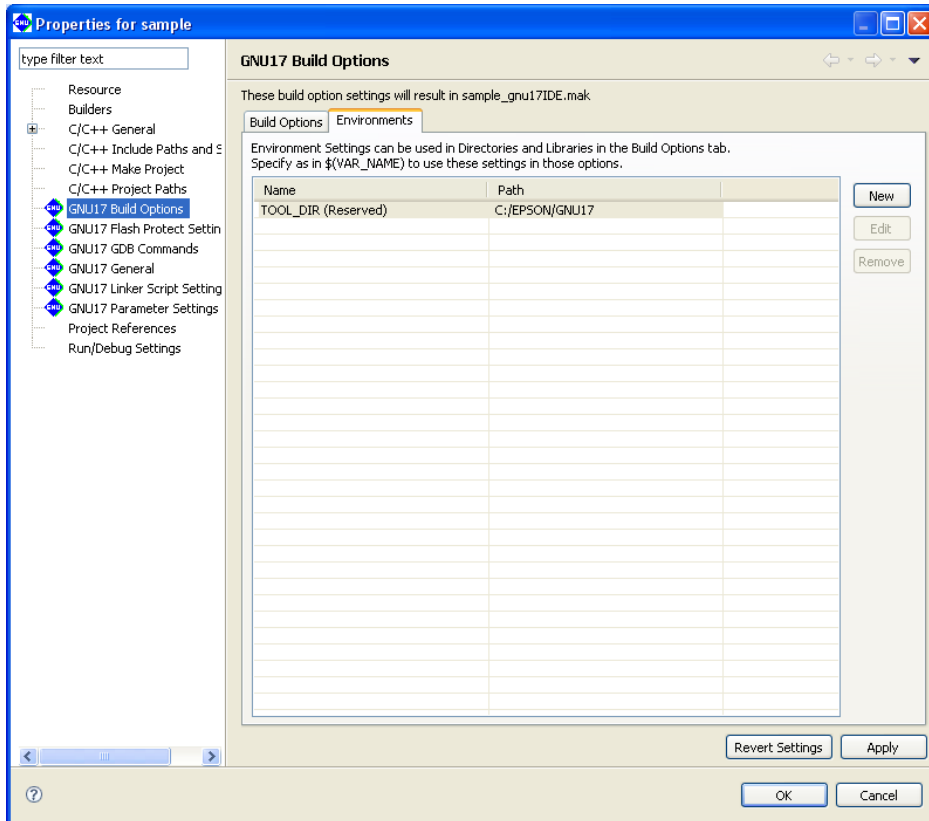 Properties for sample
type filter text
Resource
Builders
C/C++ General
C/C++ Include Paths and S
C/C++ Make Project
C/C++ Project Paths
GNU17 Build Options
GNU17 Flash Protect Settin
GNU17 GDB Commands
GNU17 General
GNU17 Linker Script Setting
GNU17 Parameter Settings
Project References
Run/Debug Settings
GNU17 Build Options
These build option settings will result in sample_gnu17IDE.mak
Build Options Environments
Environment Settings can be used in Directories and Libraries in the Build Options tab.
Specify as in $(VAR_NAME) to use these settings in those options.
Name Path
TOOL_DIR (Reserved) C:/EPSON/GNU17
New
Edit
Remove
Revert Settings Apply
OK Cancel